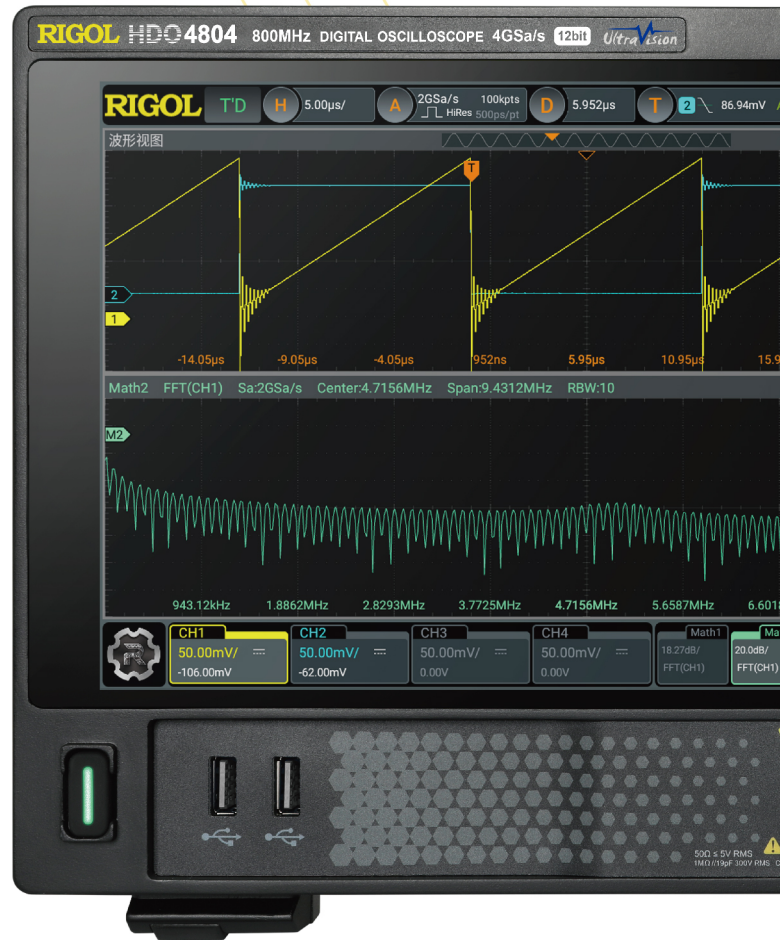 RIGOL HDO4804 800MHz DIGITAL OSCILLOSCOPE 4GSa/s 12bit UltraVision
RIGOL T'D H 5.00µs/ A 2GSa/s 100kpts D 5.952µs T 2 86.94mV
HiRes 500ps/pt
波形视图
T
2
1
-14.05µs -9.05µs -4.05µs 952ns 5.95µs 10.95µs 15.9
Math2 FFT(CH1) Sa:2GSa/s Center:4.7156MHz Span:9.4312MHz RBW:10
M2
943.12kHz 1.8862MHz 2.8293MHz 3.7725MHz 4.7156MHz 5.6587MHz 6.6018
R
CH1 CH2 CH3 CH4 Math1 Ma
50.00mV/ 50.00mV/ 50.00mV/ 50.00mV/ 18.27dB/ 20.0dB/
-106.00mV -62.00mV 0.00V 0.00V FFT(CH1) FFT(CH1)
50Ω ≤ 5V RMS
1MΩ//19pF 300V RMS C